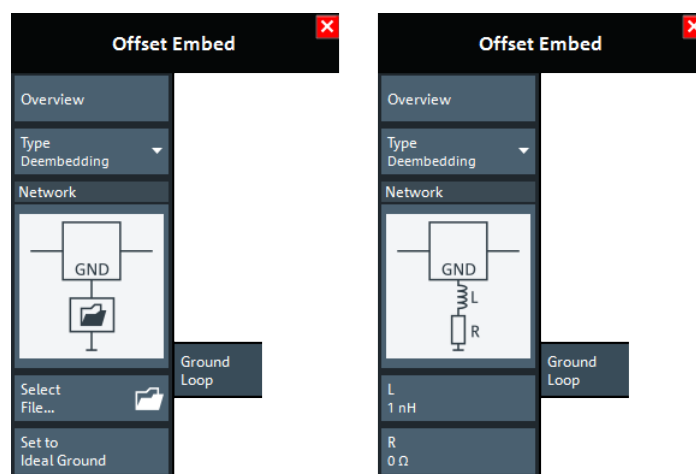 Offset Embed
Overview
Type
Deembedding
Network
GND
Ground
Loop
Select
File...
Set to
Ideal Ground
Offset Embed
Overview
Type
Deembedding
Network
GND
L
R
Ground
Loop
L
1 nH
R
0 Ω